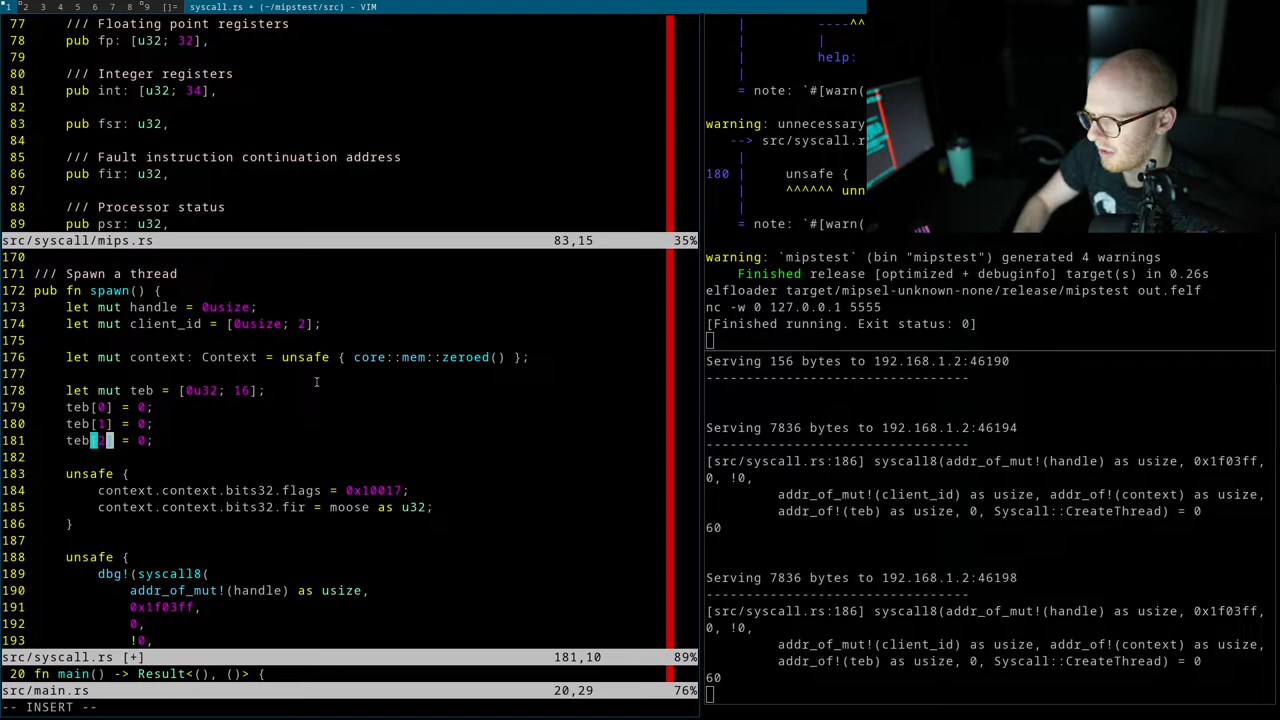 1 2 3 4 5 6 7 8 9 []= syscall.rs + (~/mipstest/src) - VIM
77     /// Floating point registers
78     pub fp: [u32; 32],
79
80     /// Integer registers
81     pub int: [u32; 34],
82
83     pub fsr: u32,
84
85     /// Fault instruction continuation address
86     pub fir: u32,
87
88     /// Processor status
89     pub psr: u32,
src/syscall/mips.rs 83,15 35%
170
171 /// Spawn a thread
172 pub fn spawn() {
173     let mut handle = 0usize;
174     let mut client_id = [0usize; 2];
175
176     let mut context: Context = unsafe { core::mem::zeroed() };
177
178     let mut teb = [0u32; 16];
179     teb[0] = 0;
180     teb[1] = 0;
181     teb[2] = 0;
182
183     unsafe {
184         context.context.bits32.flags = 0x10017;
185         context.context.bits32.fir = moose as u32;
186     }
187
188     unsafe {
189         dbg!(syscall8(
190             addr_of_mut!(handle) as usize,
191             0x1f03ff,
192             0,
193             !0,
src/syscall.rs [+] 181,10 89%
20 fn main() -> Result<(), ()> {
src/main.rs 20,29 76%
-- INSERT --
    |         ----^^
    |         |
    |         help:
    |
    = note: `#[warn(
warning: unnecessary
   --> src/syscall.r
    |
180 |     unsafe {
    |     ^^^^^^ unn
    |
    = note: `#[warn(
warning: `mipstest` (bin "mipstest") generated 4 warnings
    Finished release [optimized + debuginfo] target(s) in 0.26s
elfloader target/mipsel-unknown-none/release/mipstest out.felf
nc -w 0 127.0.0.1 5555
[Finished running. Exit status: 0]
Serving 156 bytes to 192.168.1.2:46190
---------------------------------
Serving 7836 bytes to 192.168.1.2:46194
---------------------------------
[src/syscall.rs:186] syscall8(addr_of_mut!(handle) as usize, 0x1f03ff,
0, !0,
        addr_of_mut!(client_id) as usize, addr_of!(context) as usize,
        addr_of!(teb) as usize, 0, Syscall::CreateThread) = 0
60
Serving 7836 bytes to 192.168.1.2:46198
---------------------------------
[src/syscall.rs:186] syscall8(addr_of_mut!(handle) as usize, 0x1f03ff,
0, !0,
        addr_of_mut!(client_id) as usize, addr_of!(context) as usize,
        addr_of!(teb) as usize, 0, Syscall::CreateThread) = 0
60